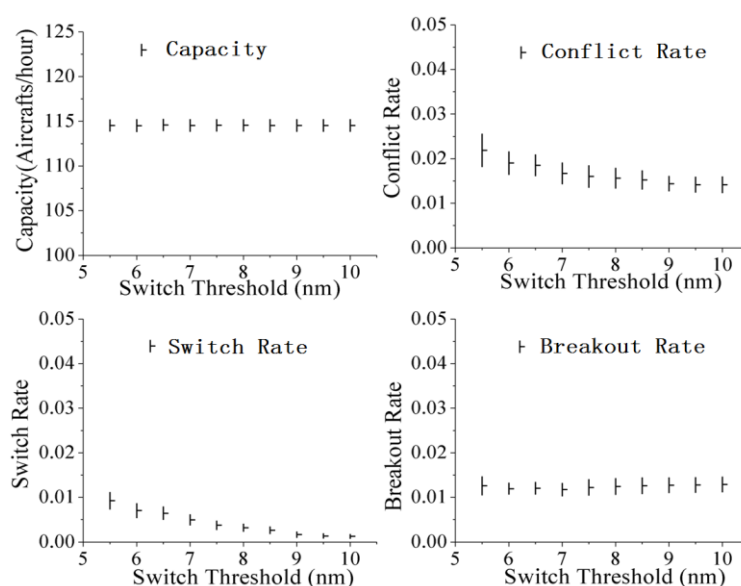 Capacity
Capacity(Aircrafts/hour)
125
120
115
110
105
100
5 6 7 8 9 10
Switch Threshold (nm)
Conflict Rate
Conflict Rate
0.05
0.04
0.03
0.02
0.01
0.00
5 6 7 8 9 10
Switch Threshold (nm)
Switch Rate
Switch Rate
0.05
0.04
0.03
0.02
0.01
0.00
5 6 7 8 9 10
Switch Threshold (nm)
Breakout Rate
Breakout Rate
0.05
0.04
0.03
0.02
0.01
0.00
5 6 7 8 9 10
Switch Threshold (nm)